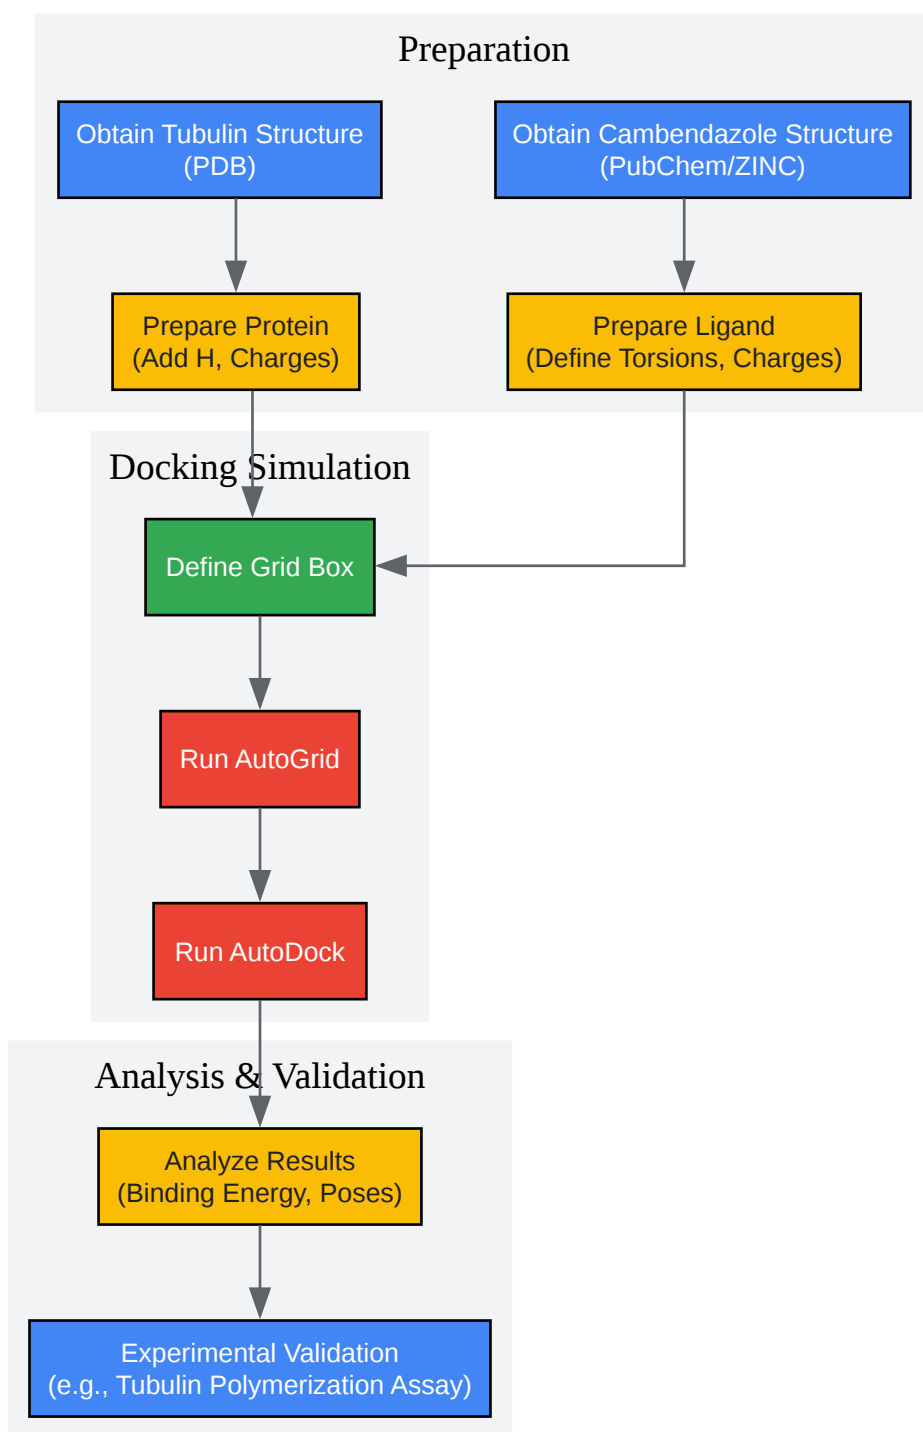 Preparation
Obtain Tubulin Structure
(PDB)
Obtain Cambendazole Structure
(PubChem/ZINC)
Prepare Protein
(Add H, Charges)
Prepare Ligand
(Define Torsions, Charges)
Docking Simulation
Define Grid Box
Run AutoGrid
Run AutoDock
Analysis & Validation
Analyze Results
(Binding Energy, Poses)
Experimental Validation
(e.g., Tubulin Polymerization Assay)